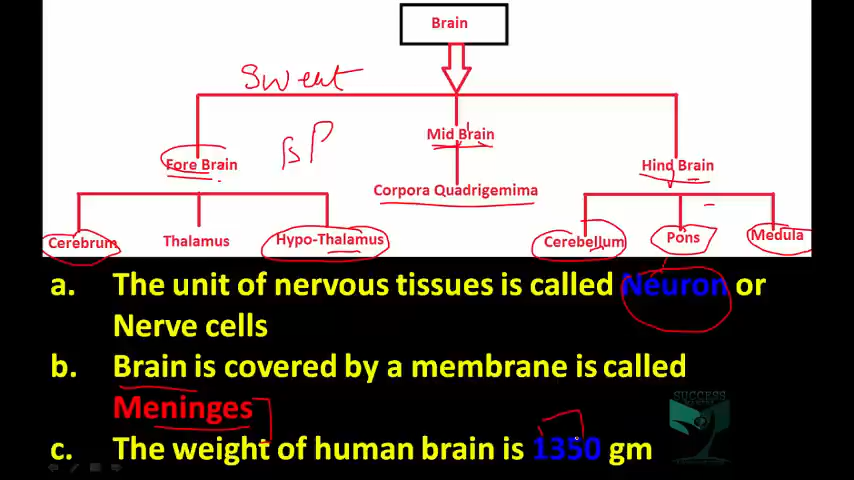 Brain
Sweat
Mid Brain
BP
Fore Brain
Hind Brain
Corpora Quadrigemima
Cerebrum
Thalamus
Hypo-Thalamus
Cerebellum
Pons
Medula
a. The unit of nervous tissues is called Neuron or
Nerve cells
b. Brain is covered by a membrane is called
Meninges
SUCCESS
c. The weight of human brain is 1350 gm